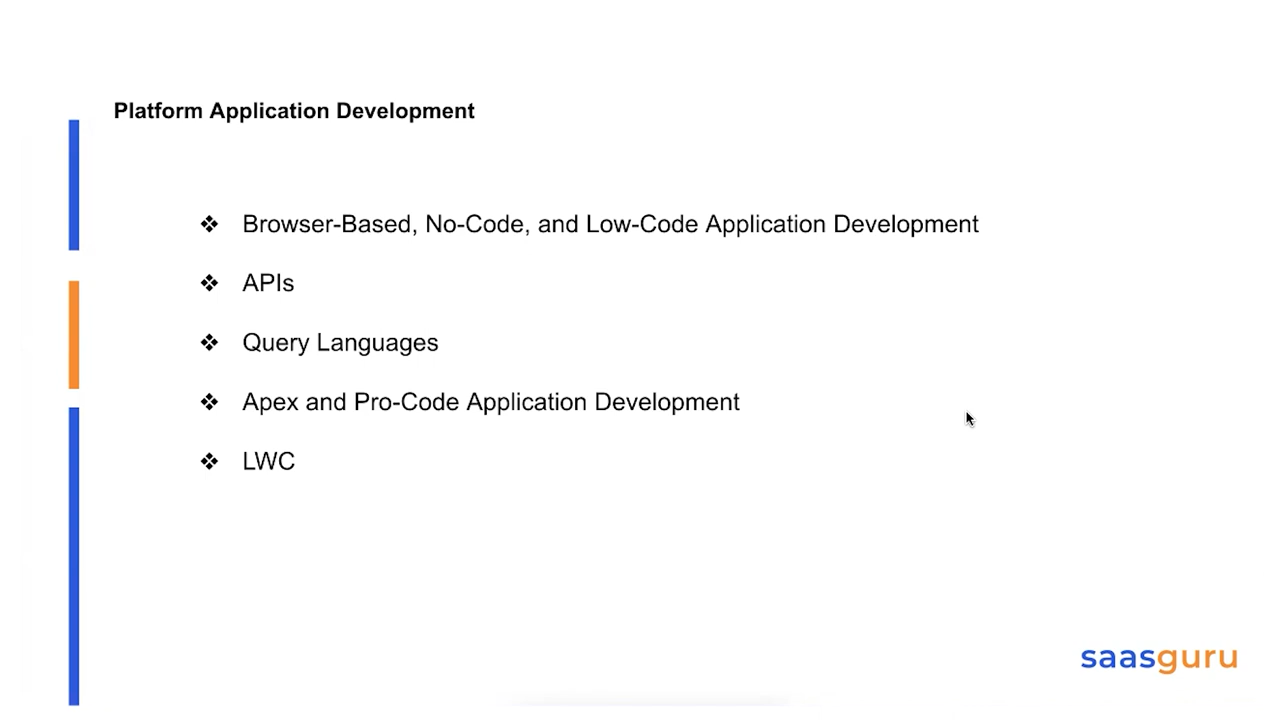 Platform Application Development
❖ Browser-Based, No-Code, and Low-Code Application Development
❖ APIs
❖ Query Languages
❖ Apex and Pro-Code Application Development
❖ LWC
saasguru